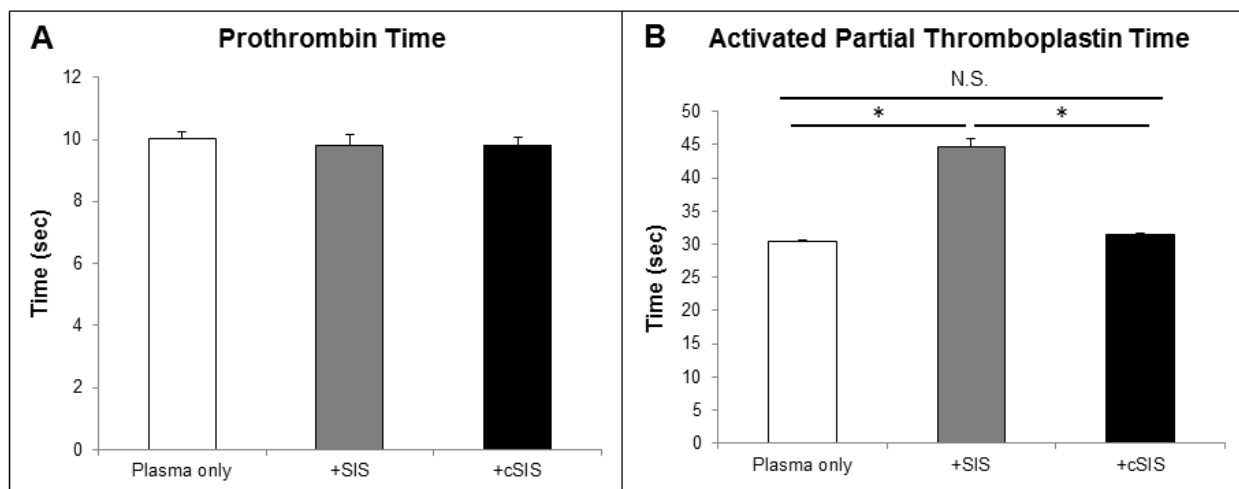 A
Prothrombin Time
Time (sec)
12
10
8
6
4
2
0
Plasma only
+SIS
+cSIS
B
Activated Partial Thromboplastin Time
N.S.
*
*
Time (sec)
50
45
40
35
30
25
20
15
10
5
0
Plasma only
+SIS
+cSIS